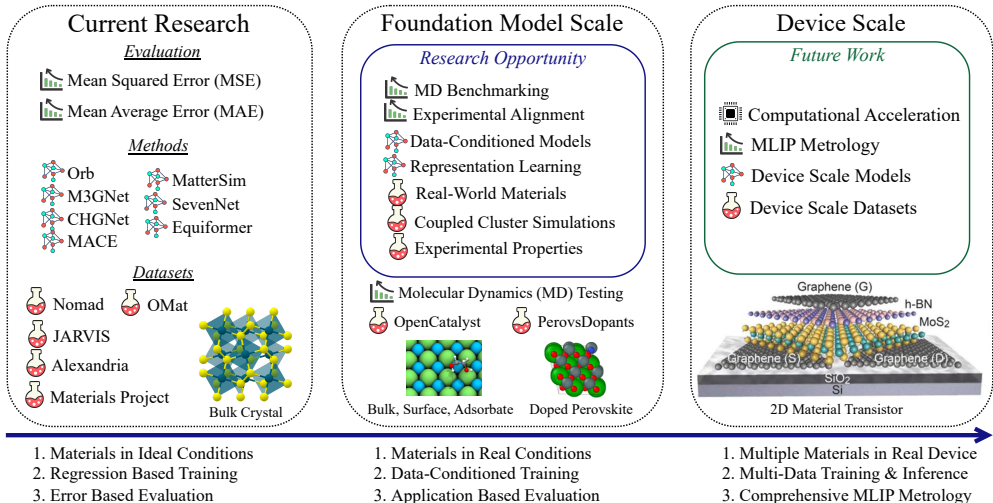 Current Research
Evaluation
Mean Squared Error (MSE)
Mean Average Error (MAE)
Methods
Orb
M3GNet
CHGNet
MACE
MatterSim
SevenNet
Equiformer
Datasets
Nomad
OMat
JARVIS
Alexandria
Materials Project
Bulk Crystal
1. Materials in Ideal Conditions
2. Regression Based Training
3. Error Based Evaluation
Foundation Model Scale
Research Opportunity
MD Benchmarking
Experimental Alignment
Data-Conditioned Models
Representation Learning
Real-World Materials
Coupled Cluster Simulations
Experimental Properties
Molecular Dynamics (MD) Testing
OpenCatalyst
PerovsDopants
Bulk, Surface, Adsorbate
Doped Perovskite
1. Materials in Real Conditions
2. Data-Conditioned Training
3. Application Based Evaluation
Device Scale
Future Work
Computational Acceleration
MLIP Metrology
Device Scale Models
Device Scale Datasets
Graphene (G)
h-BN
MoS2
Graphene (S)
Graphene (D)
SiO2
Si
2D Material Transistor
1. Multiple Materials in Real Device
2. Multi-Data Training & Inference
3. Comprehensive MLIP Metrology